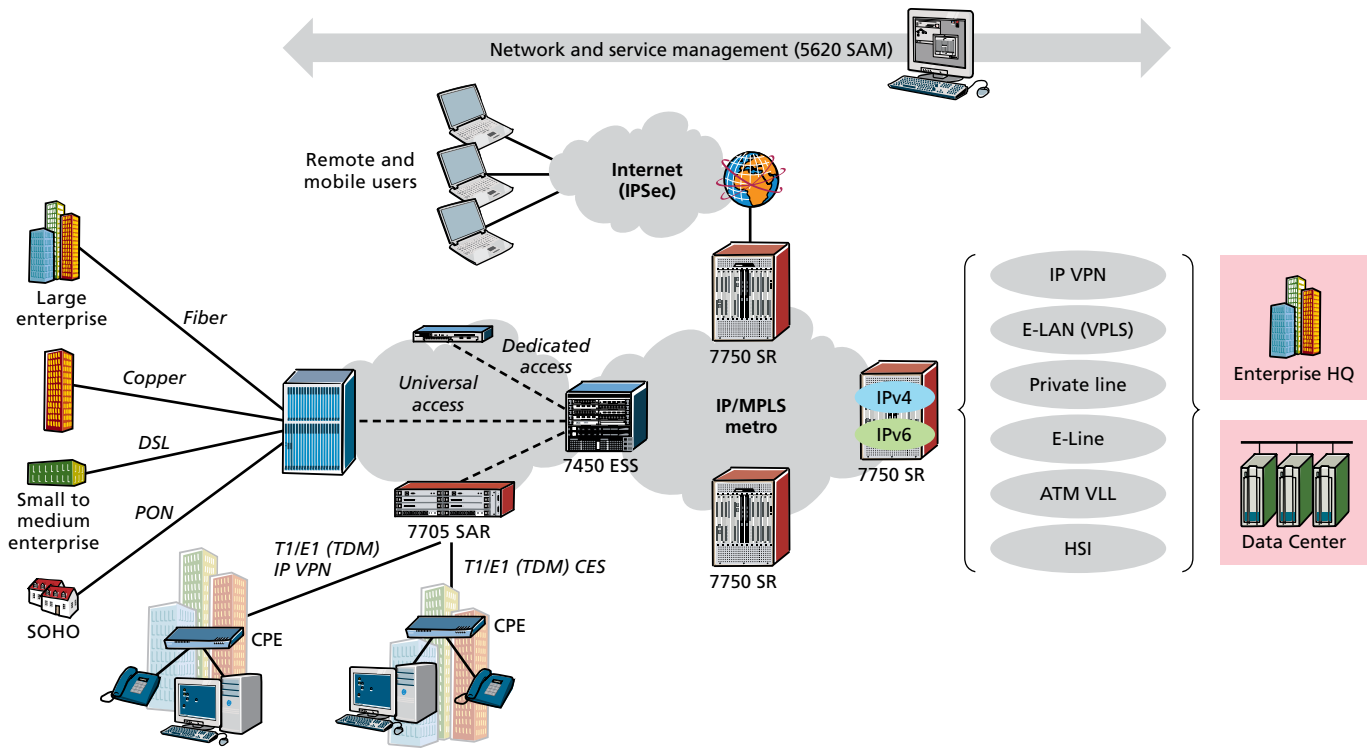 Network and service management (5620 SAM)
Remote and
mobile users
Internet
(IPSec)
Large
enterprise
Fiber
Copper
DSL
Small to
medium
enterprise
PON
SOHO
Universal
access
Dedicated
access
7450 ESS
7705 SAR
T1/E1 (TDM)
IP VPN
T1/E1 (TDM) CES
CPE
CPE
7750 SR
IP/MPLS
metro
IPv4
IPv6
7750 SR
7750 SR
IP VPN
E-LAN (VPLS)
Private line
E-Line
ATM VLL
HSI
Enterprise HQ
Data Center